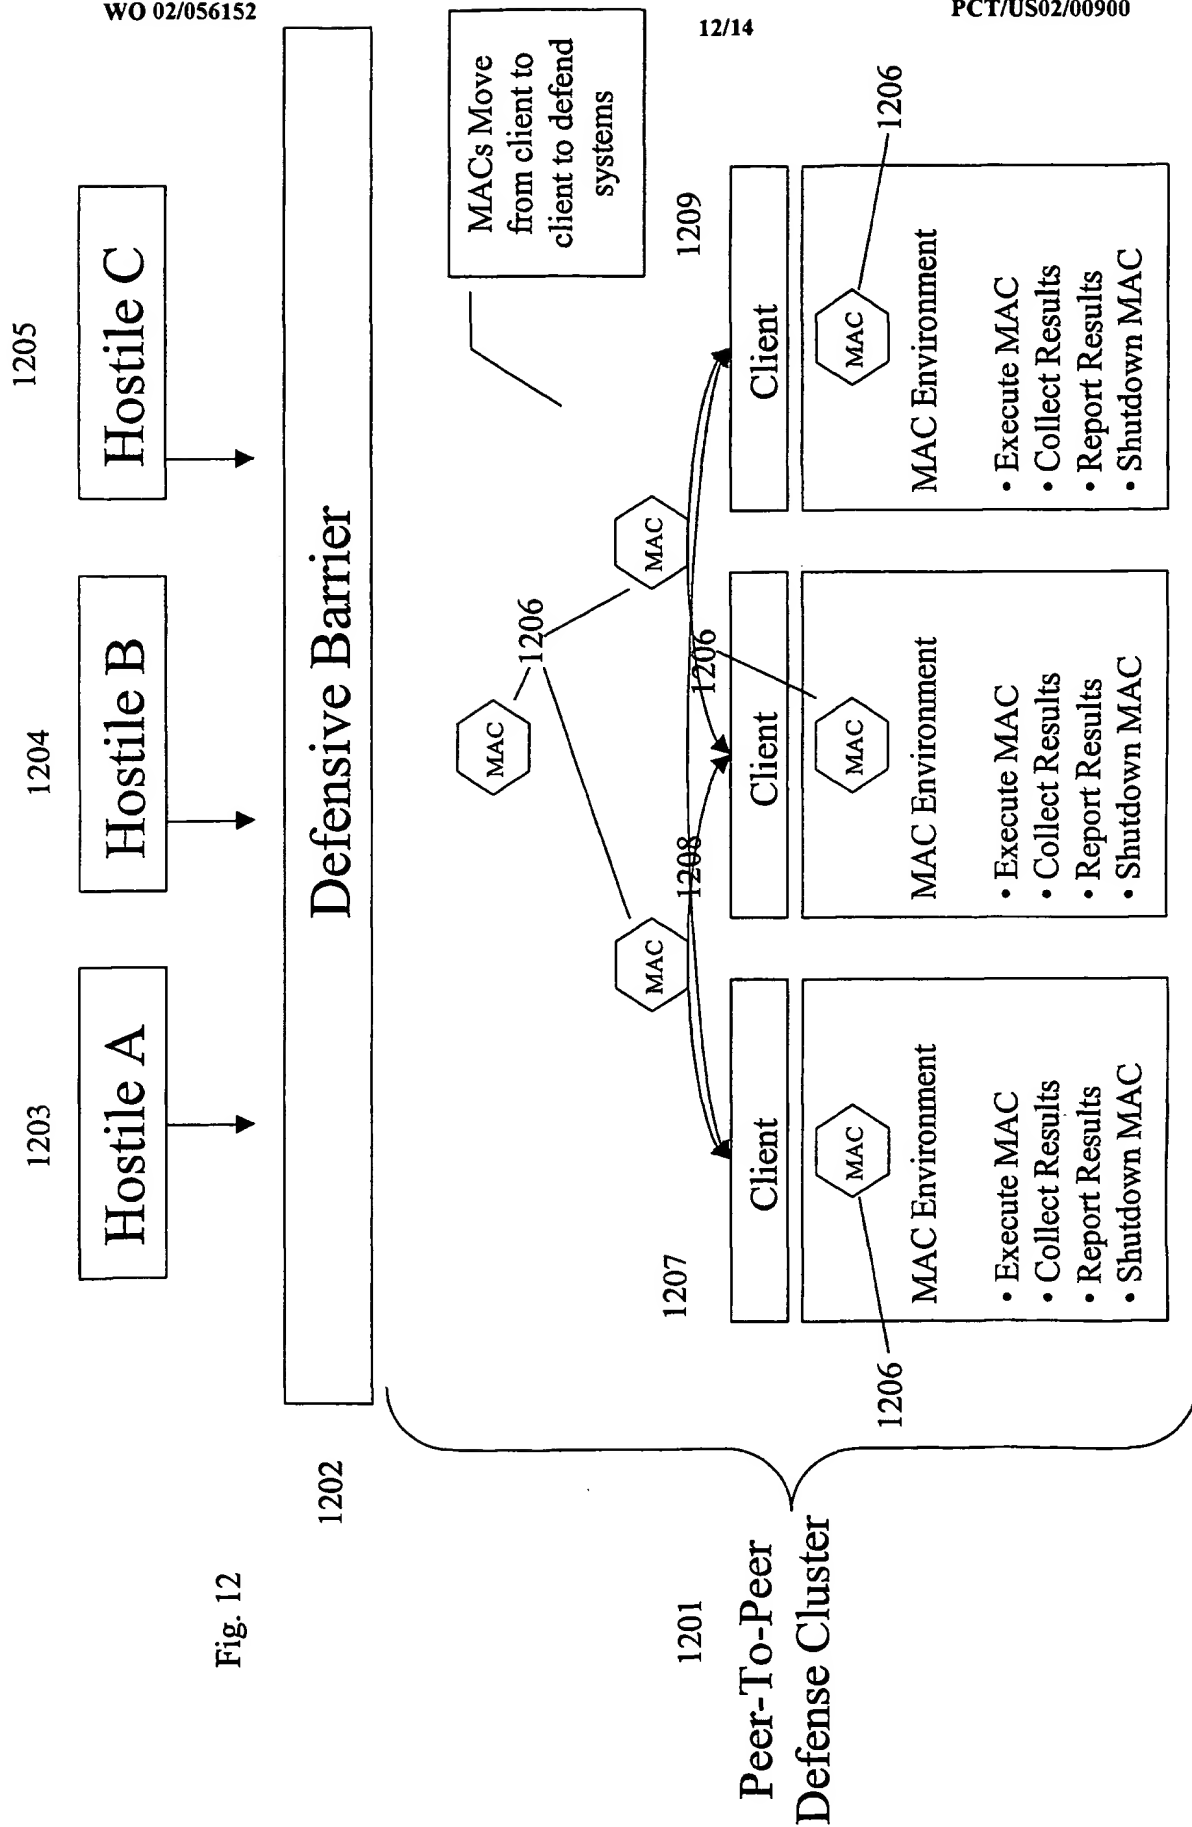 WO 02/056152
12/14
PCT/US02/00900
Fig. 12
1203
1204
1205
Hostile A
Hostile B
Hostile C
1202
Defensive Barrier
MACs Move
from client to
client to defend
systems
MAC
1206
MAC
MAC
1201
Peer-To-Peer
Defense Cluster
1207
1208
1206
1209
Client
Client
Client
1206
MAC
MAC Environment
• Execute MAC
• Collect Results
• Report Results
• Shutdown MAC
MAC
MAC Environment
• Execute MAC
• Collect Results
• Report Results
• Shutdown MAC
1206
MAC
MAC Environment
• Execute MAC
• Collect Results
• Report Results
• Shutdown MAC